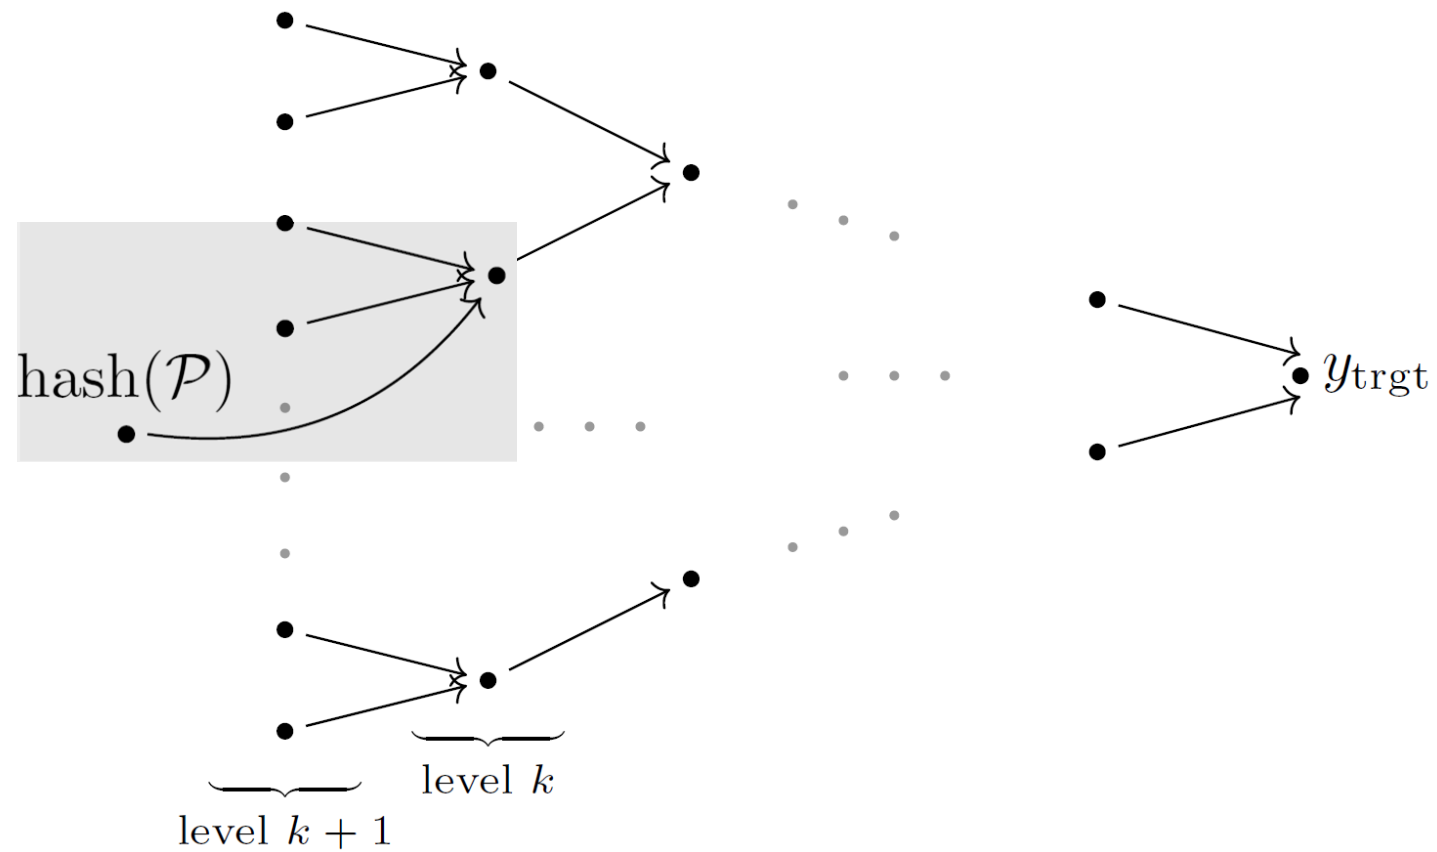 hash(𝒫)
y_trgt
level k
level k + 1